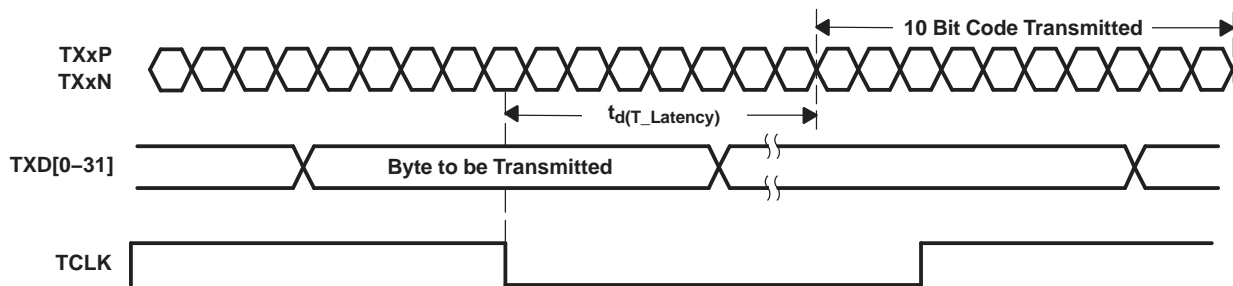 10 Bit Code Transmitted
TXxP
TXxN
td(T_Latency)
TXD[0–31]
Byte to be Transmitted
TCLK